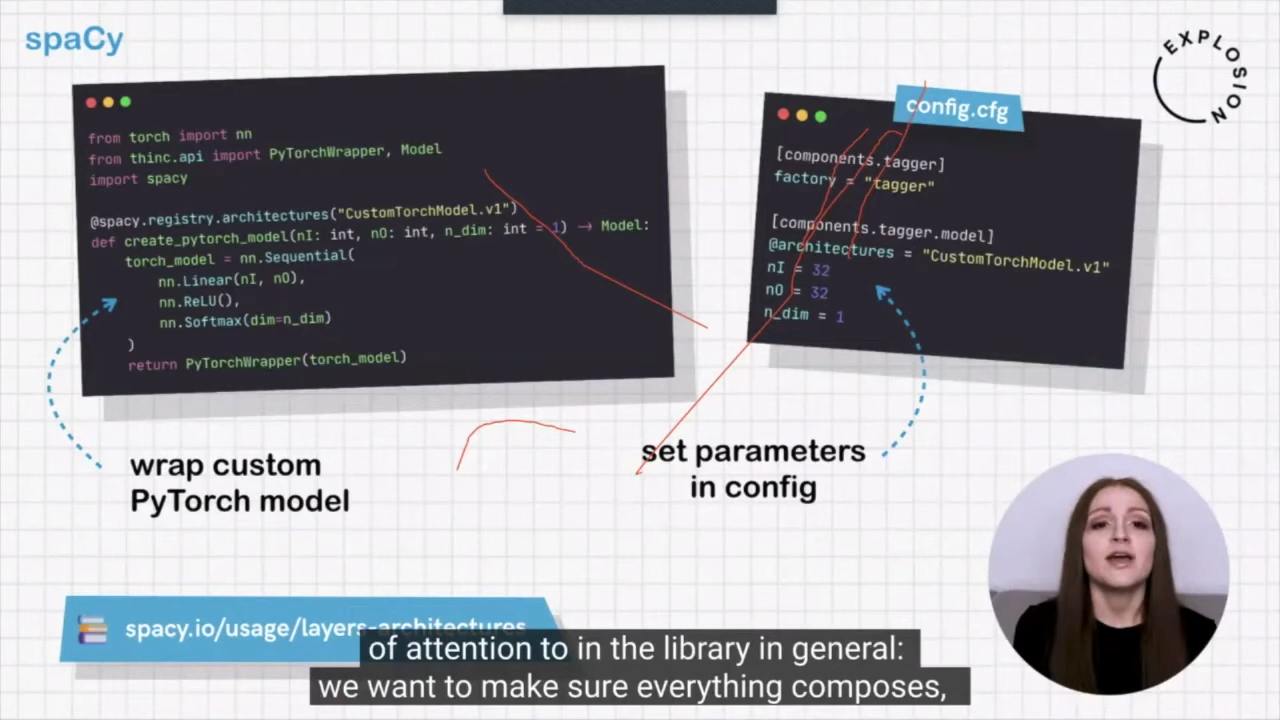 spaCy
EXPLOSION
from torch import nn
from thinc.api import PyTorchWrapper, Model
import spacy
@spacy.registry.architectures("CustomTorchModel.v1")
def create_pytorch_model(nI: int, nO: int, n_dim: int = 1) → Model:
torch_model = nn.Sequential(
nn.Linear(nI, nO),
nn.ReLU(),
nn.Softmax(dim=n_dim)
)
return PyTorchWrapper(torch_model)
config.cfg
[components.tagger]
factory = "tagger"
[components.tagger.model]
@architectures = "CustomTorchModel.v1"
nI = 32
nO = 32
n_dim = 1
wrap custom
PyTorch model
set parameters
in config
spacy.io/usage/layers-architectures
of attention to in the library in general:
we want to make sure everything composes,